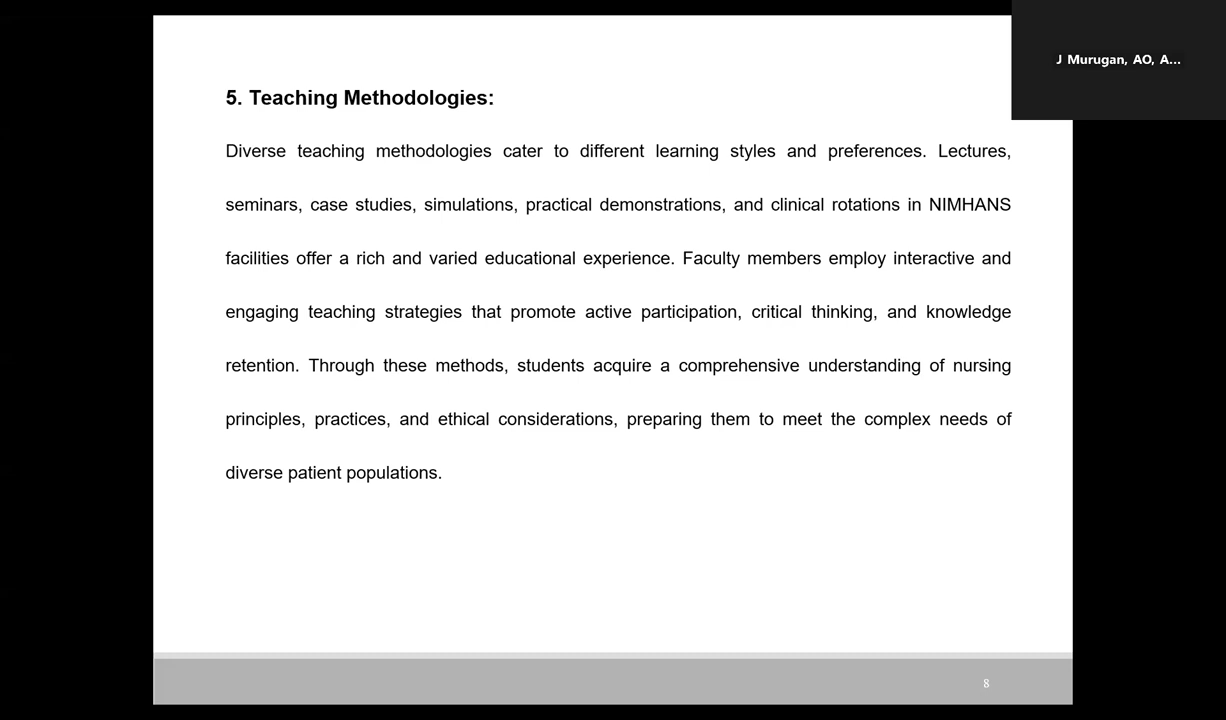 J Murugan, AO, A...
5. Teaching Methodologies:
Diverse teaching methodologies cater to different learning styles and preferences. Lectures,
seminars, case studies, simulations, practical demonstrations, and clinical rotations in NIMHANS
facilities offer a rich and varied educational experience. Faculty members employ interactive and
engaging teaching strategies that promote active participation, critical thinking, and knowledge
retention. Through these methods, students acquire a comprehensive understanding of nursing
principles, practices, and ethical considerations, preparing them to meet the complex needs of
diverse patient populations.
8